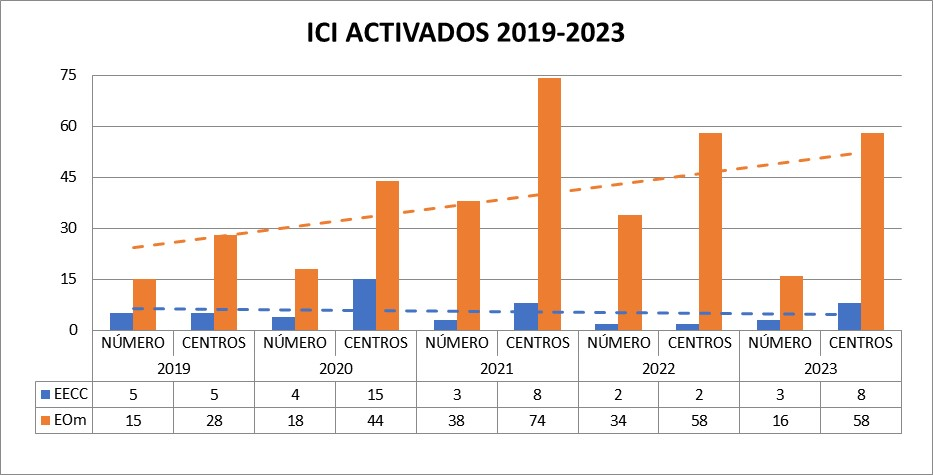 ICI ACTIVADOS 2019-2023
75
60
45
30
15
0
NÚMERO CENTROS NÚMERO CENTROS NÚMERO CENTROS NÚMERO CENTROS NÚMERO CENTROS
2019 2020 2021 2022 2023
EECC 5 5 4 15 3 8 2 2 3 8
EOm 15 28 18 44 38 74 34 58 16 58